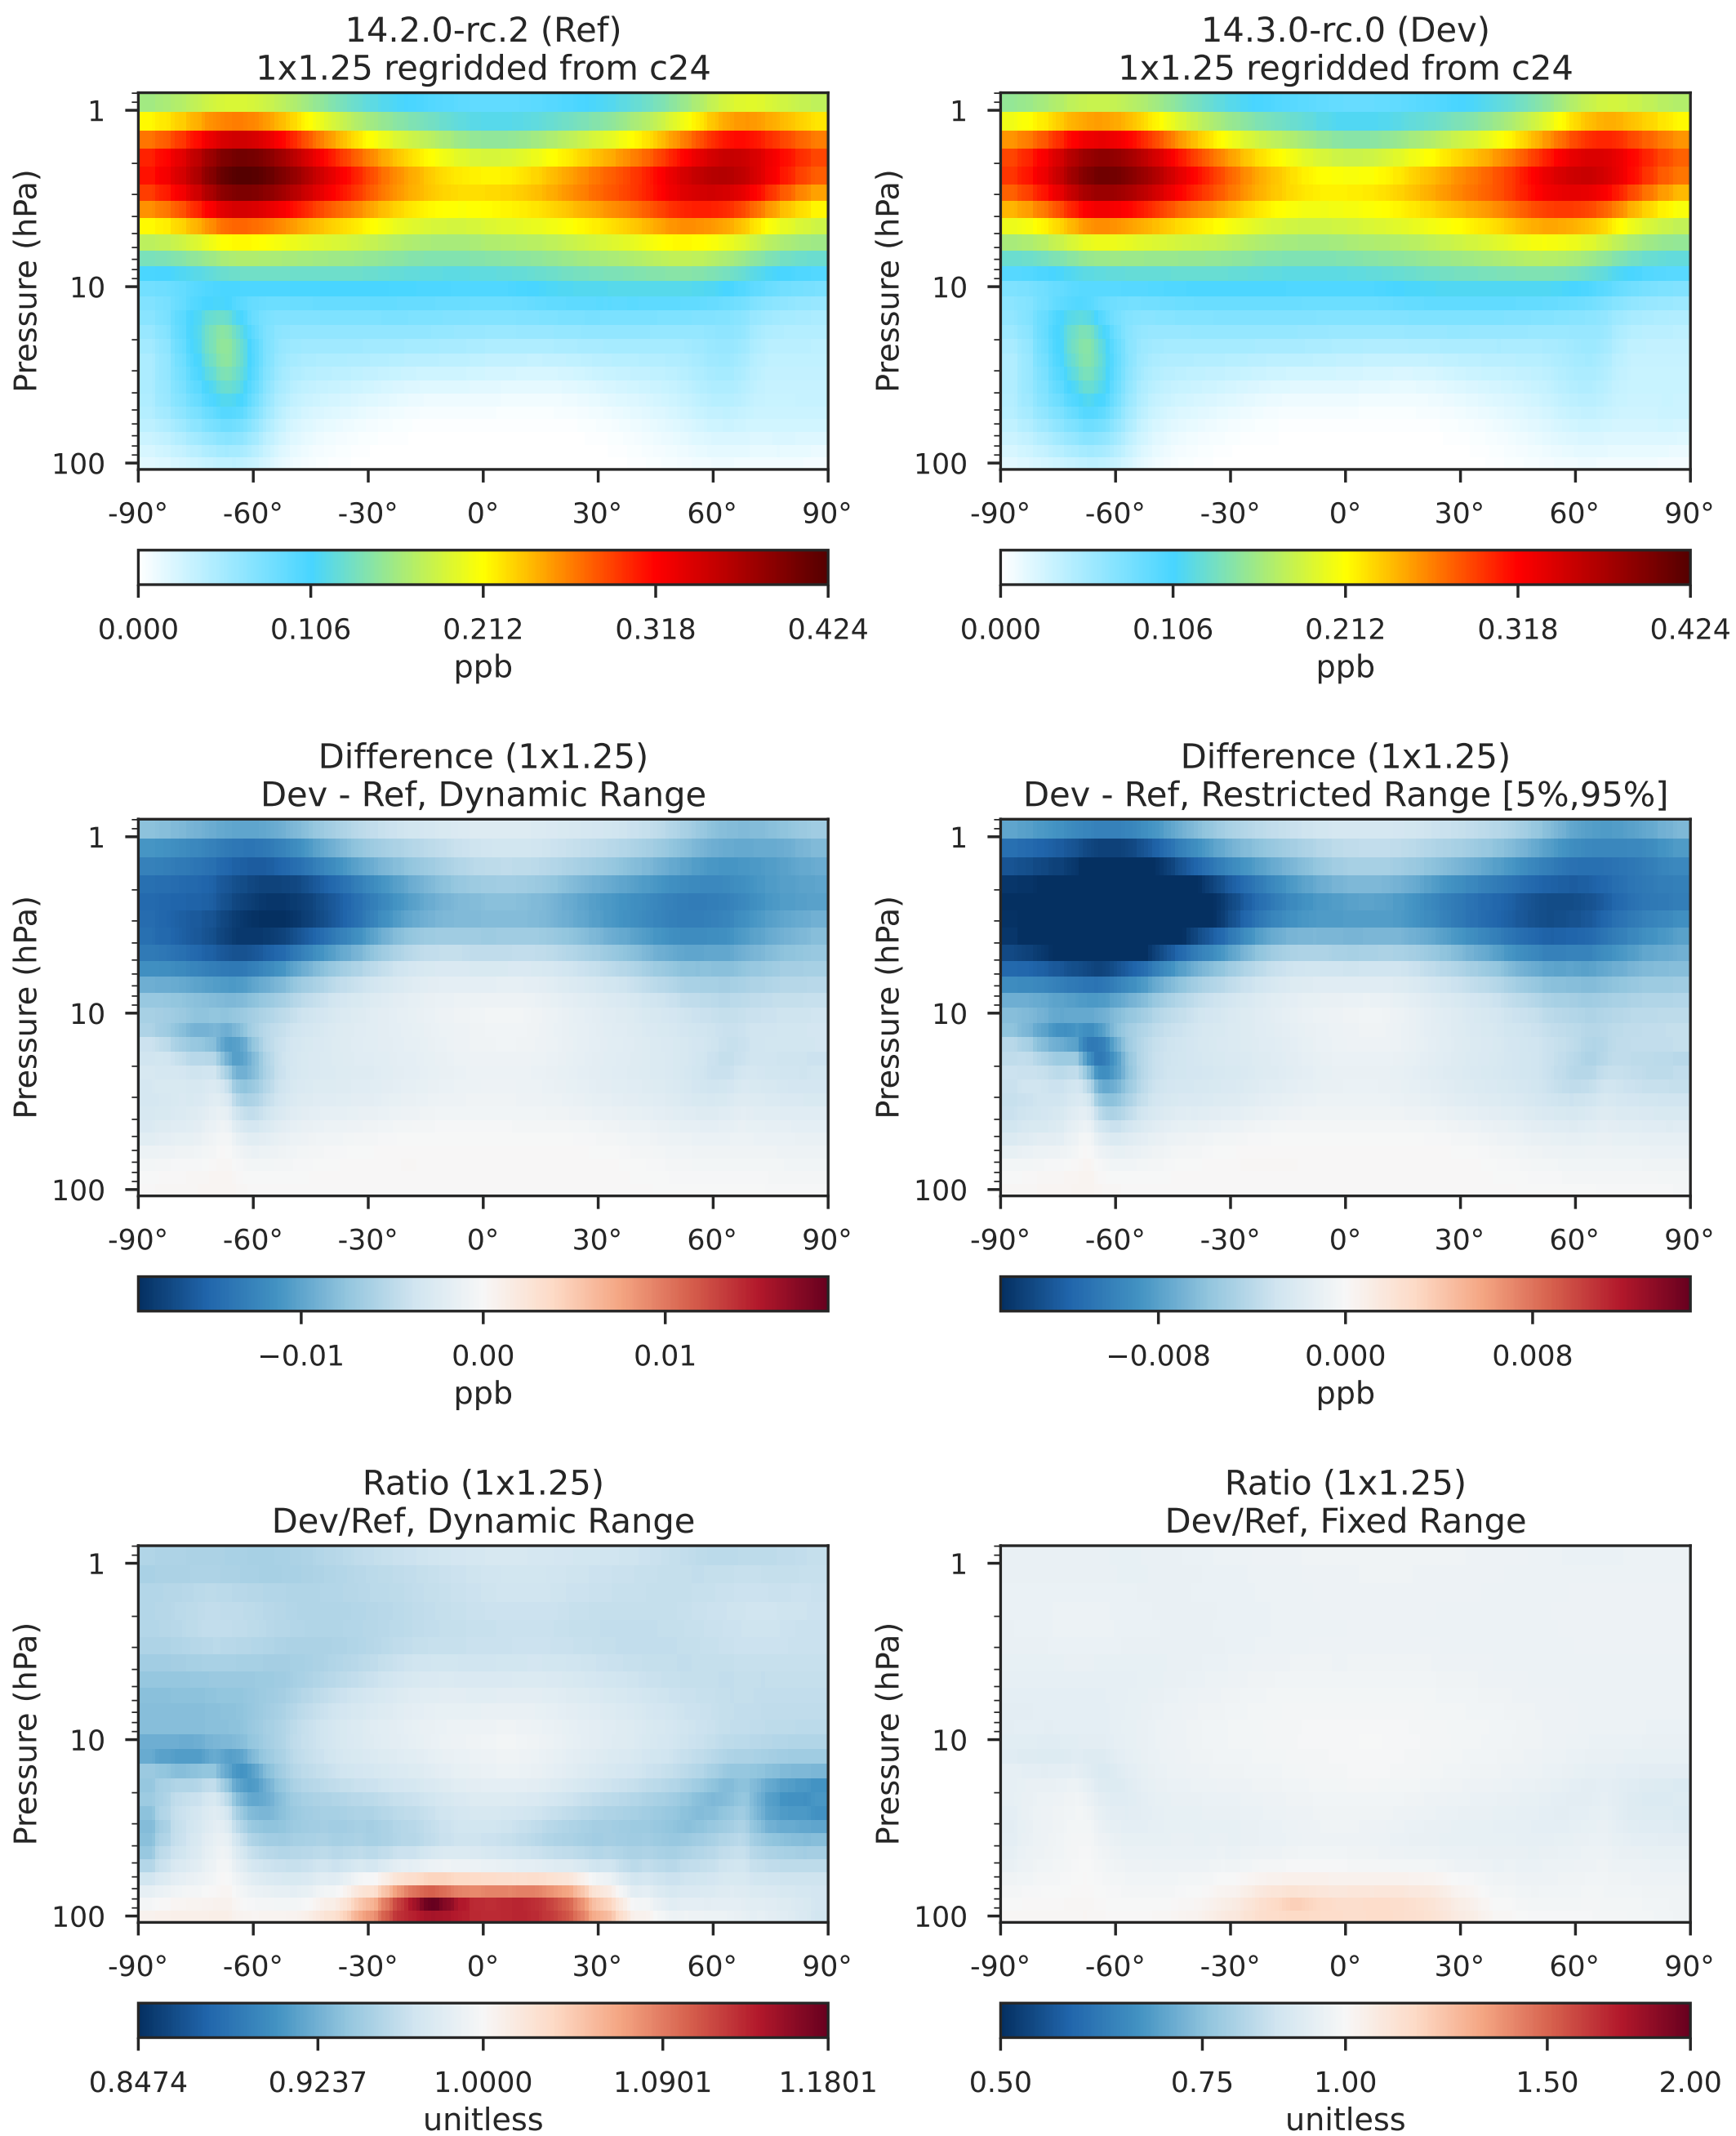 14.2.0-rc.2 (Ref)
1x1.25 regridded from c24
Pressure (hPa)
1
10
100
-90° -60° -30° 0° 30° 60° 90°
0.000 0.106 0.212 0.318 0.424
ppb
14.3.0-rc.0 (Dev)
1x1.25 regridded from c24
Pressure (hPa)
1
10
100
-90° -60° -30° 0° 30° 60° 90°
0.000 0.106 0.212 0.318 0.424
ppb
Difference (1x1.25)
Dev - Ref, Dynamic Range
Pressure (hPa)
1
10
100
-90° -60° -30° 0° 30° 60° 90°
−0.01 0.00 0.01
ppb
Difference (1x1.25)
Dev - Ref, Restricted Range [5%,95%]
Pressure (hPa)
1
10
100
-90° -60° -30° 0° 30° 60° 90°
−0.008 0.000 0.008
ppb
Ratio (1x1.25)
Dev/Ref, Dynamic Range
Pressure (hPa)
1
10
100
-90° -60° -30° 0° 30° 60° 90°
0.8474 0.9237 1.0000 1.0901 1.1801
unitless
Ratio (1x1.25)
Dev/Ref, Fixed Range
Pressure (hPa)
1
10
100
-90° -60° -30° 0° 30° 60° 90°
0.50 0.75 1.00 1.50 2.00
unitless